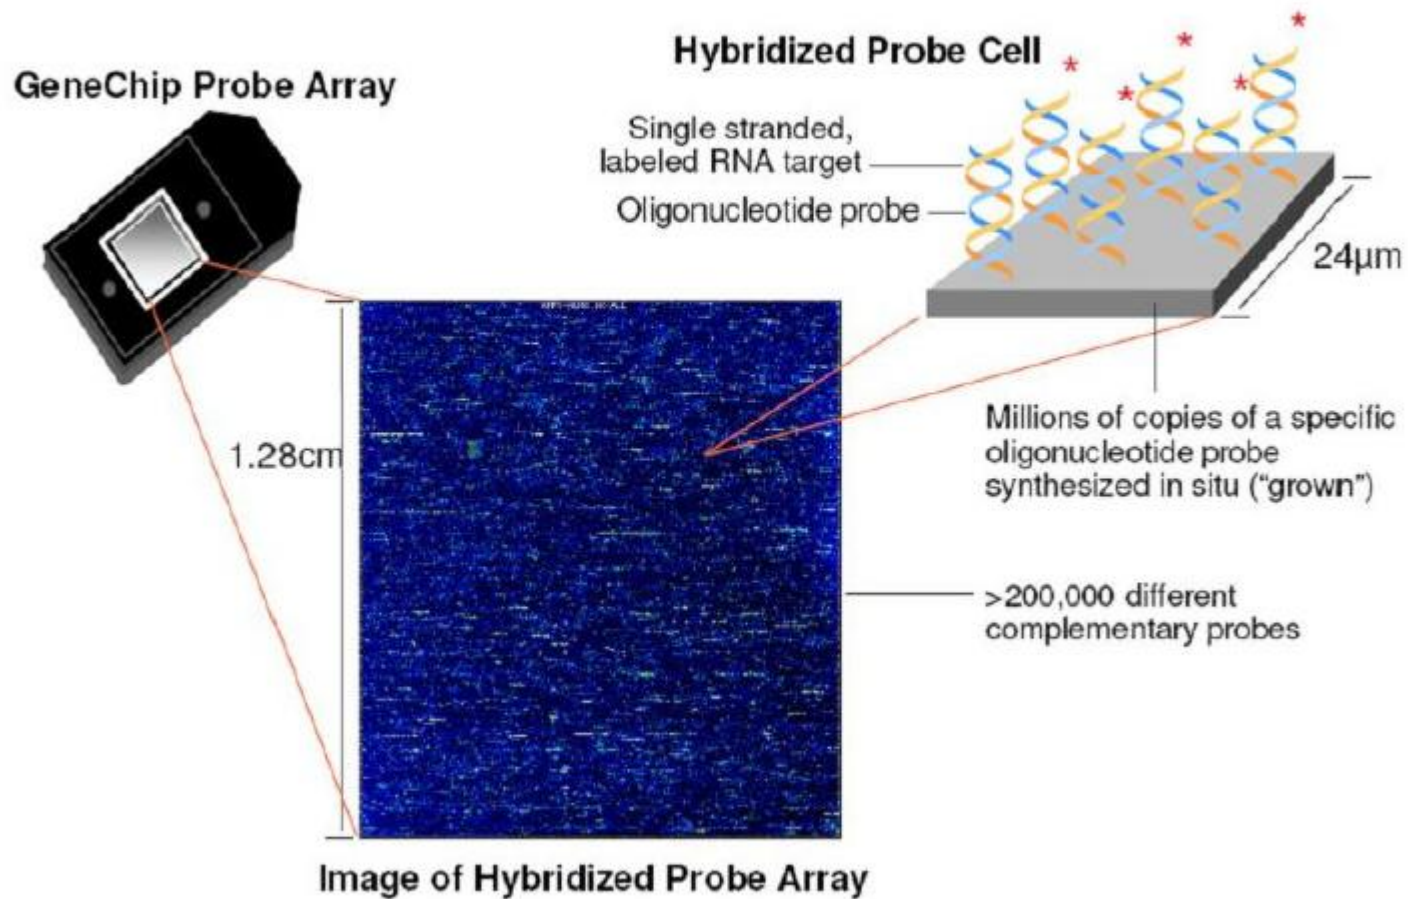 GeneChip Probe Array
Hybridized Probe Cell
* * * * *
Single stranded,
labeled RNA target
Oligonucleotide probe
24µm
1.28cm
Millions of copies of a specific
oligonucleotide probe
synthesized in situ (“grown”)
>200,000 different
complementary probes
Image of Hybridized Probe Array